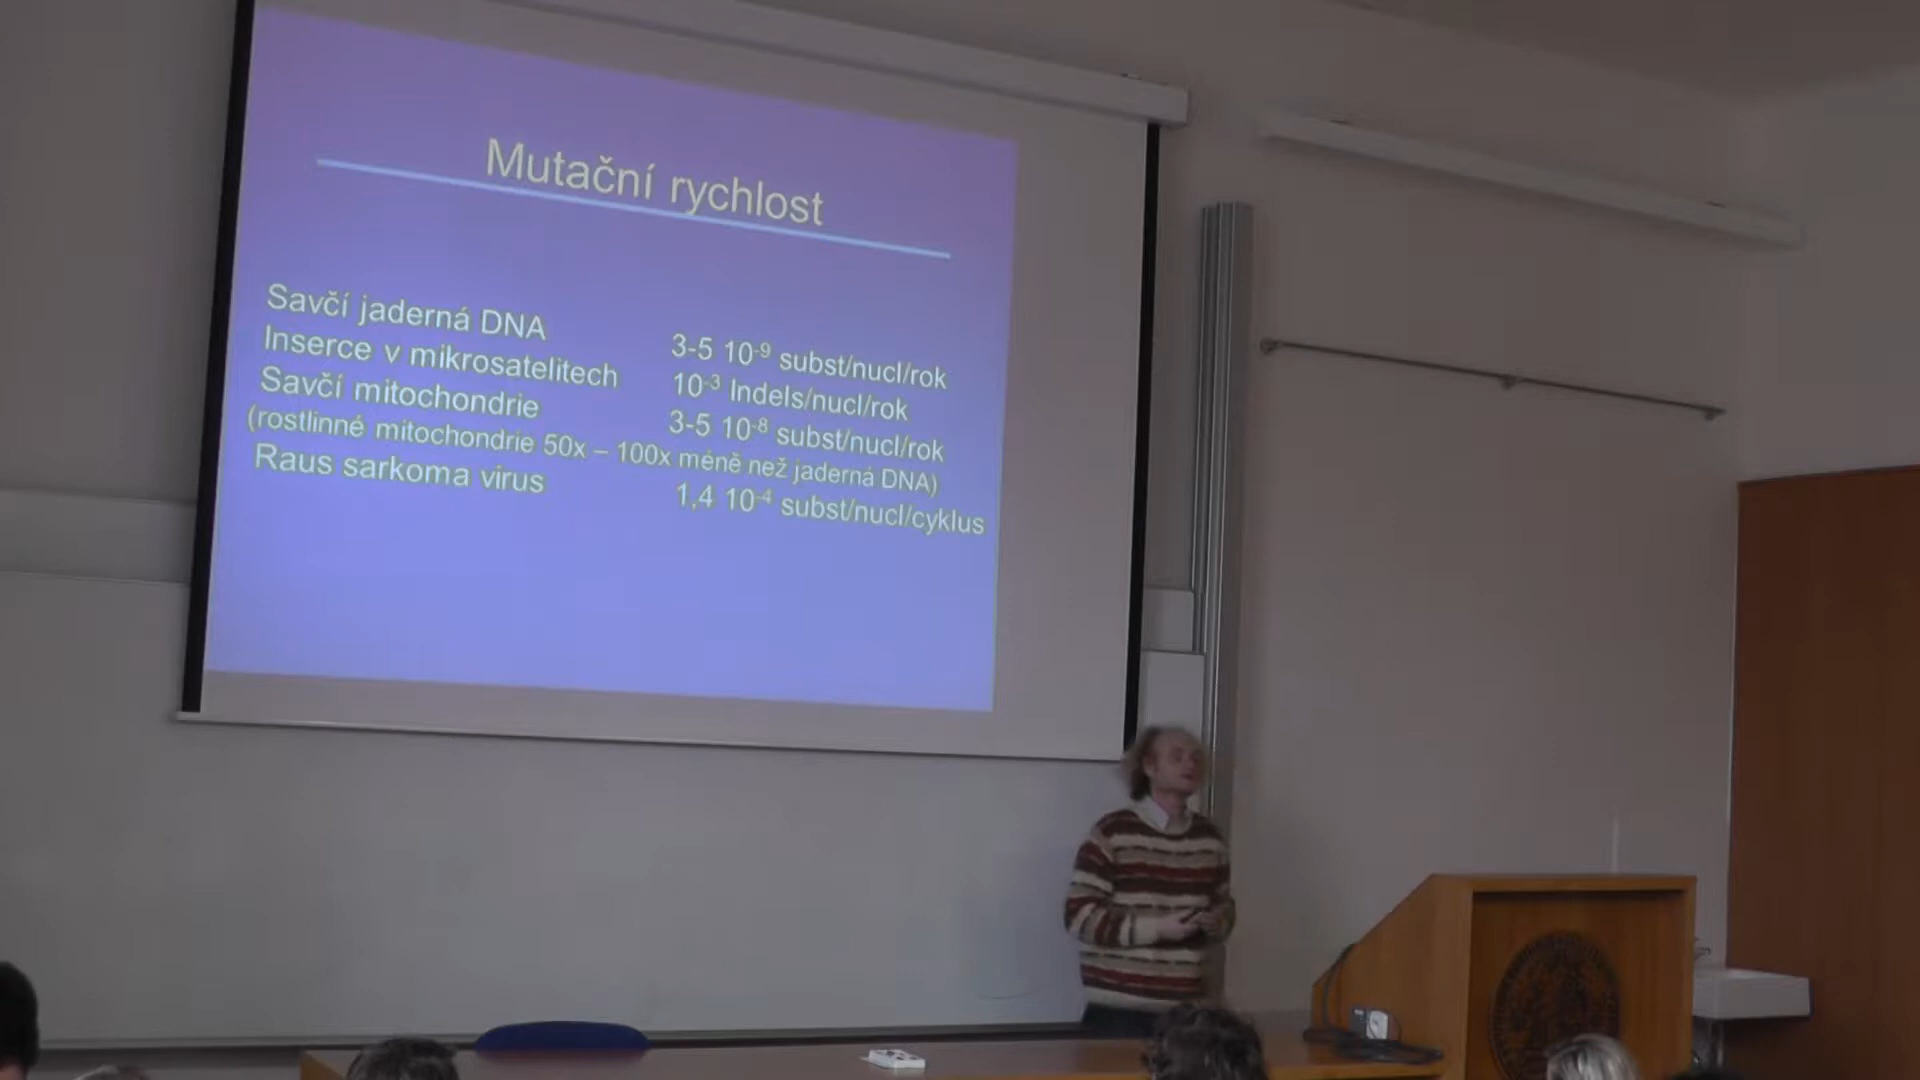 Mutační rychlost
Savčí jaderná DNA 3-5 10⁻⁹ subst/nucl/rok
Inserce v mikrosatelitech 10⁻³ Indels/nucl/rok
Savčí mitochondrie 3-5 10⁻⁸ subst/nucl/rok
(rostlinné mitochondrie 50x – 100x méně než jaderná DNA)
Raus sarkoma virus 1,4 10⁻⁴ subst/nucl/cyklus